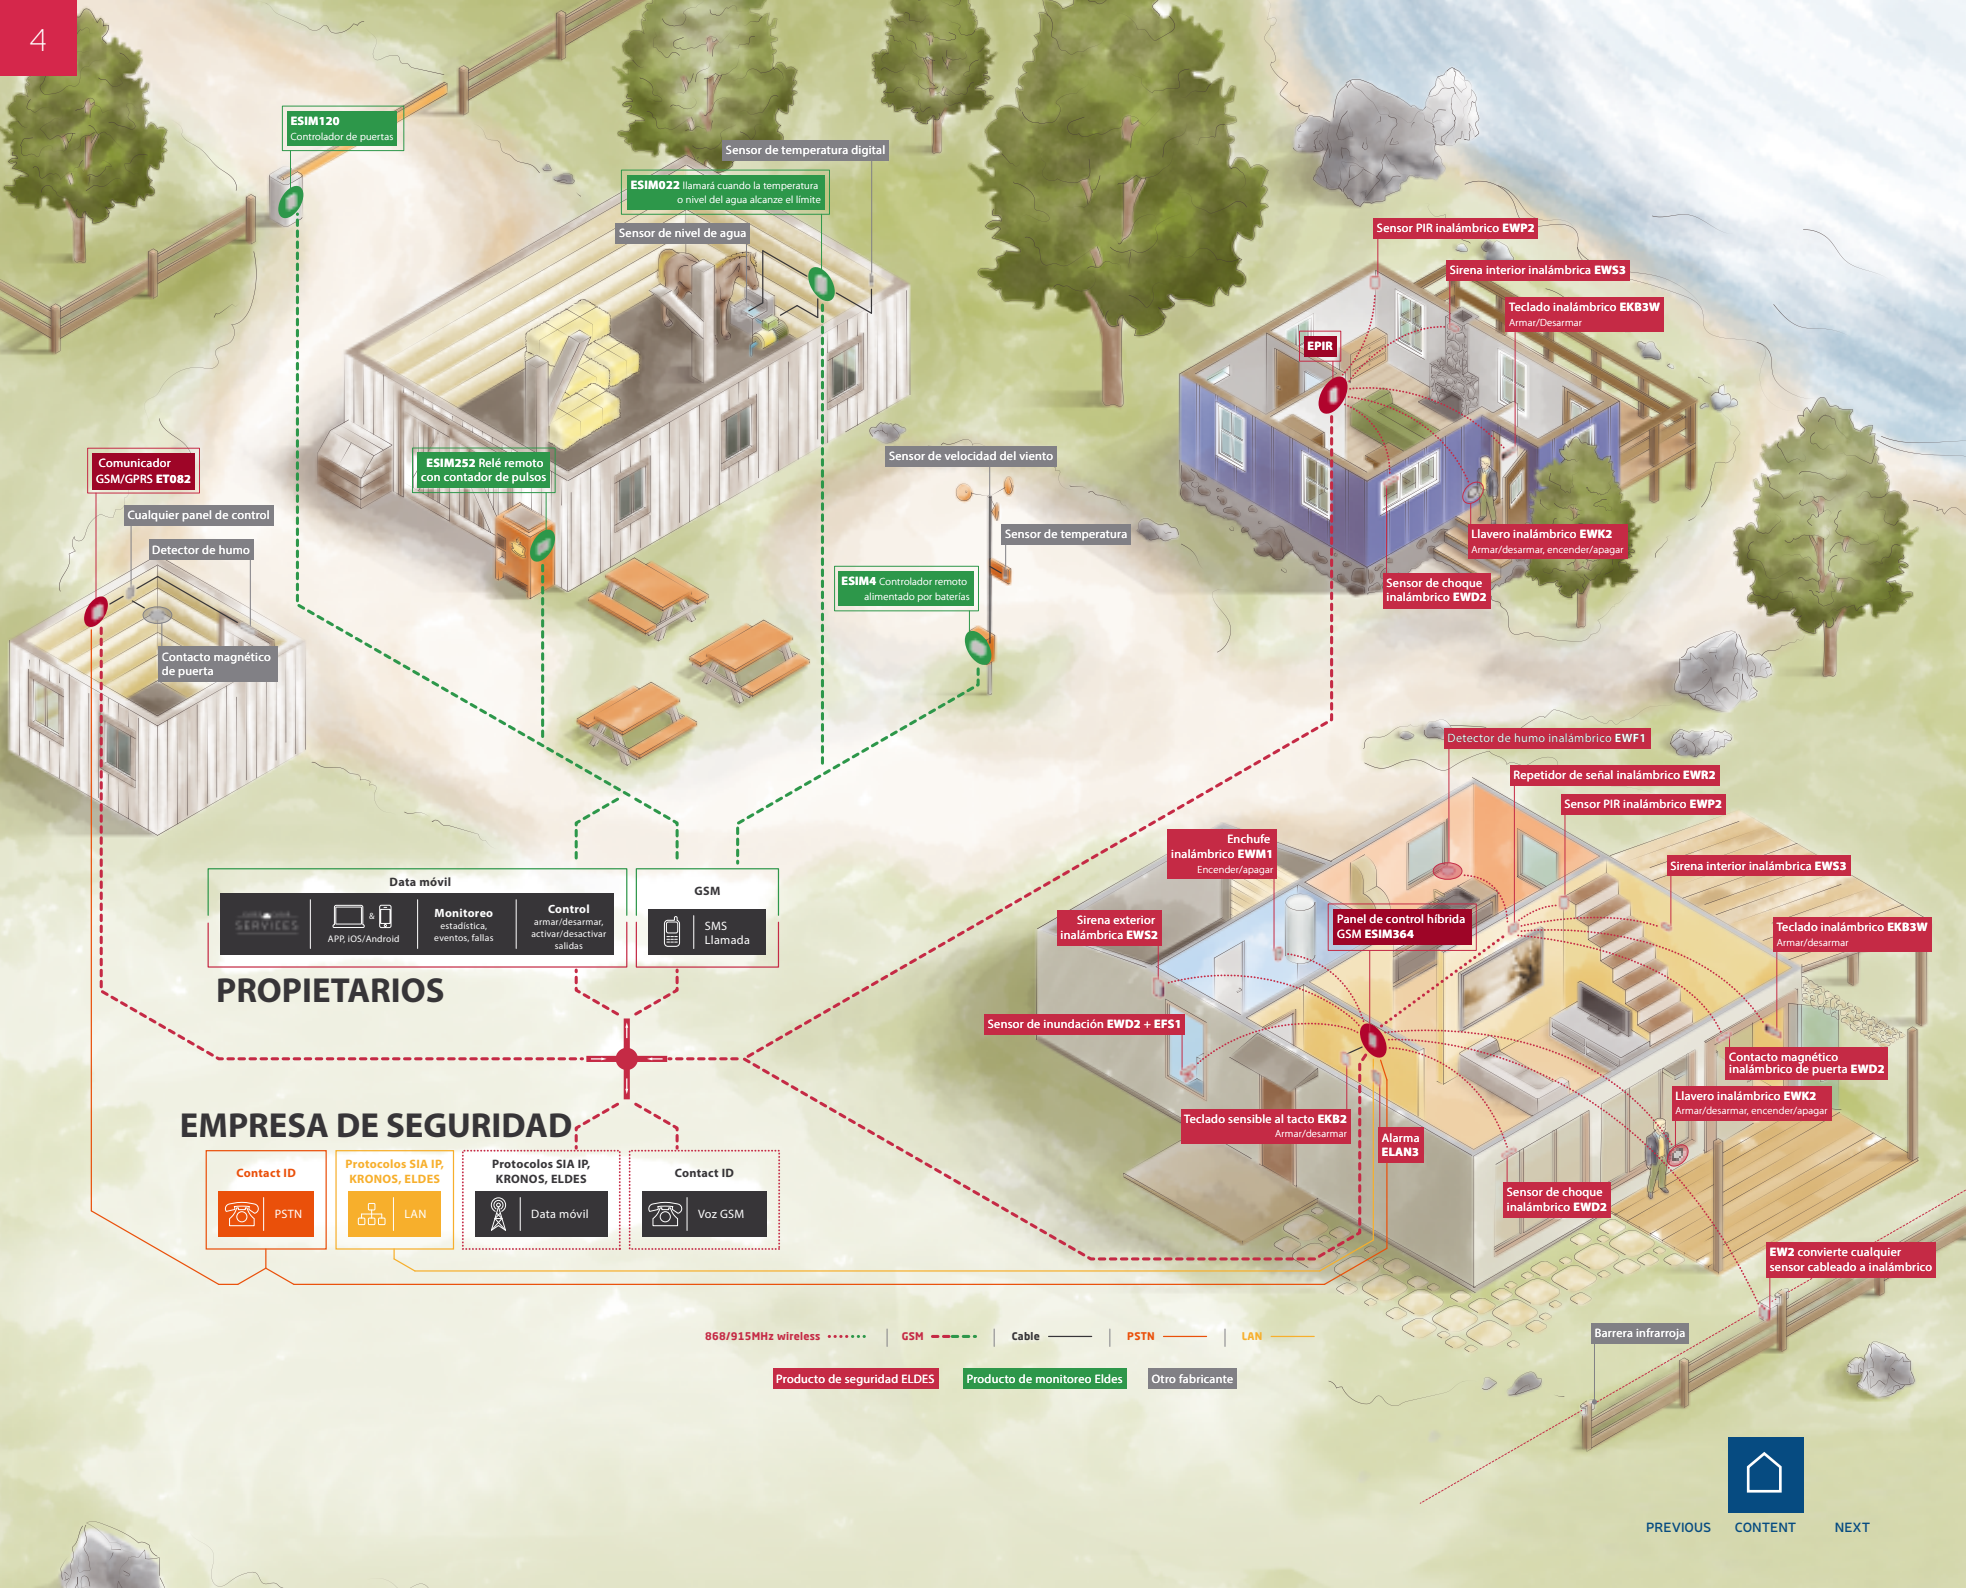 4
ESIM120
Controlador de puertas
Sensor de temperatura digital
ESIM022 llamará cuando la temperatura
o nivel del agua alcanze el límite
Sensor de nivel de agua
Sensor PIR inalámbrico EWP2
Sirena interior inalámbrica EWS3
Teclado inalámbrico EKB3W
Armar/Desarmar
EPIR
Comunicador
GSM/GPRS ET082
Cualquier panel de control
Detector de humo
Contacto magnético
de puerta
ESIM252 Relé remoto
con contador de pulsos
Sensor de velocidad del viento
Sensor de temperatura
ESIM4 Controlador remoto
alimentado por baterías
Llavero inalámbrico EWK2
Armar/desarmar, encender/apagar
Sensor de choque
inalámbrico EWD2
Detector de humo inalámbrico EWF1
Repetidor de señal inalámbrico EWR2
Sensor PIR inalámbrico EWP2
Enchufe
inalámbrico EWM1
Encender/apagar
Sirena interior inalámbrica EWS3
Sirena exterior
inalámbrica EWS2
Panel de control híbrida
GSM ESIM364
Teclado inalámbrico EKB3W
Armar/desarmar
Sensor de inundación EWD2 + EFS1
Contacto magnético
inalámbrico de puerta EWD2
Llavero inalámbrico EWK2
Armar/desarmar, encender/apagar
Teclado sensible al tacto EKB2
Armar/desarmar
Alarma
ELAN3
Sensor de choque
inalámbrico EWD2
EW2 convierte cualquier
sensor cableado a inalámbrico
Barrera infrarroja
Data móvil
SERVICES
&
APP, iOS/Android
Monitoreo
estadística,
eventos, fallas
Control
armar/desarmar,
activar/desactivar
salidas
GSM
SMS
Llamada
PROPIETARIOS
EMPRESA DE SEGURIDAD
Contact ID
PSTN
Protocolos SIA IP,
KRONOS, ELDES
LAN
Protocolos SIA IP,
KRONOS, ELDES
Data móvil
Contact ID
Voz GSM
868/915MHz wireless
GSM
Cable
PSTN
LAN
Producto de seguridad ELDES
Producto de monitoreo Eldes
Otro fabricante
PREVIOUS
CONTENT
NEXT